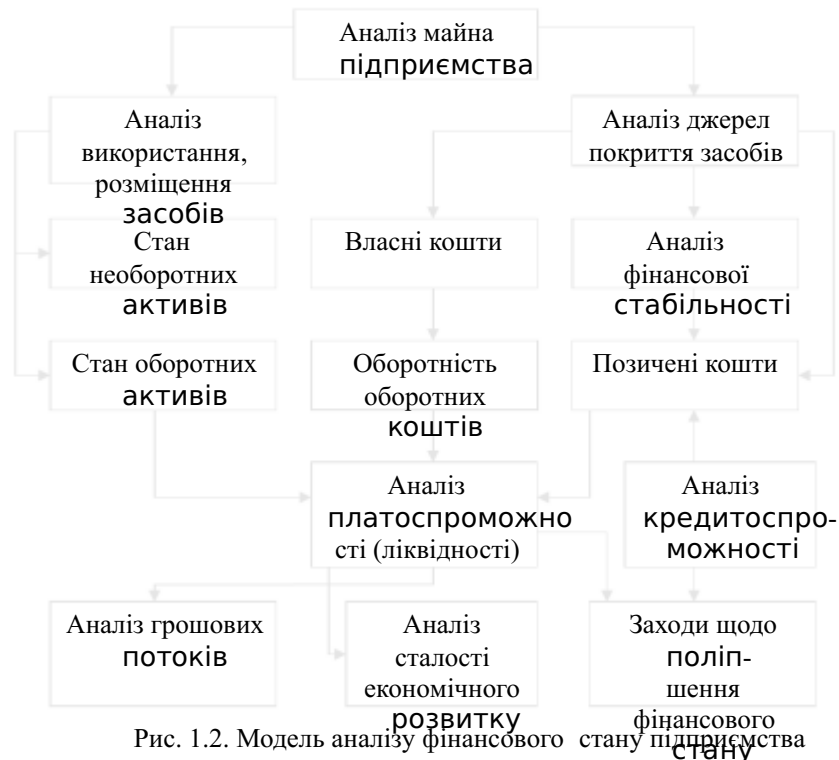 Аналіз майна
підприємства
Аналіз
використання,
розміщення
засобів
Аналіз джерел
покриття засобів
Стан
необоротних
активів
Власні кошти
Аналіз
фінансової
стабільності
Стан оборотних
активів
Оборотність
оборотних
коштів
Позичені кошти
Аналіз
платоспроможно
сті (ліквідності)
Аналіз
кредитоспро-
можності
Аналіз грошових
потоків
Аналіз
сталості
економічного
розвитку
Заходи щодо
поліп-
шення
фінансового
стану
Рис. 1.2. Модель аналізу фінансового стану підприємства